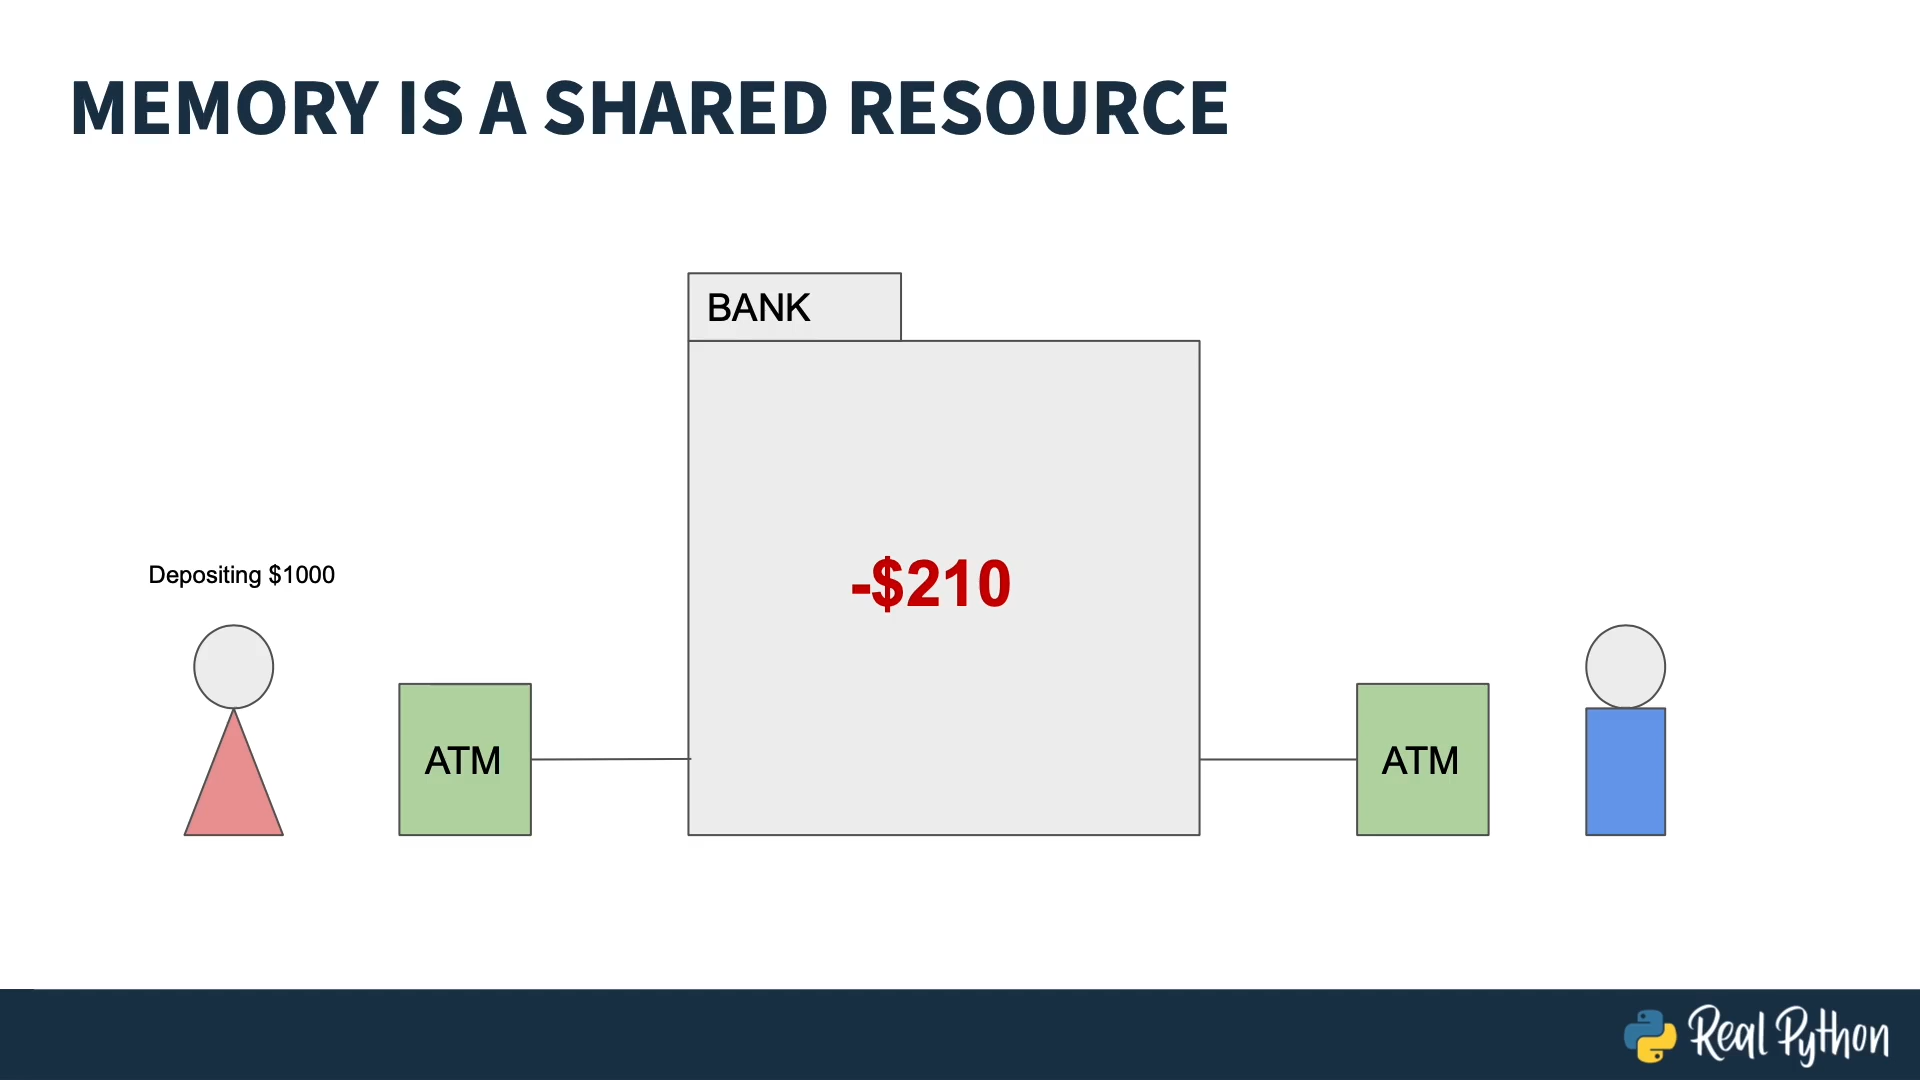 MEMORY IS A SHARED RESOURCE
BANK
-$210
Depositing $1000
ATM
ATM
Real Python